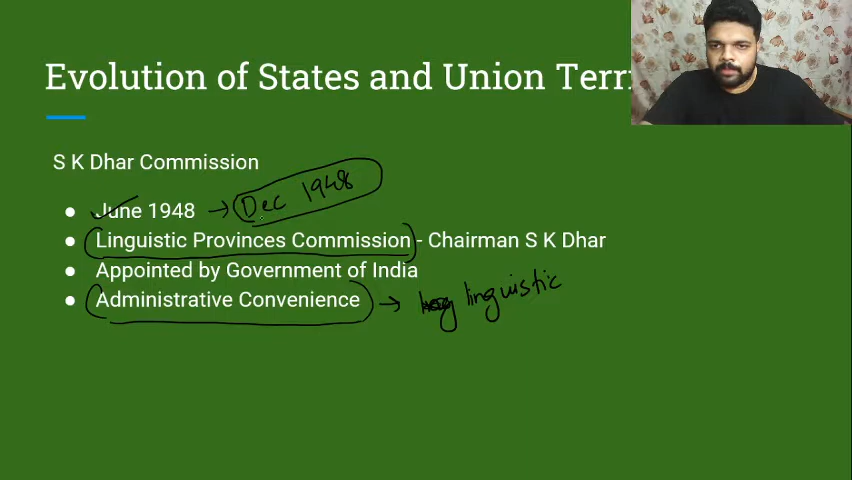 Evolution of States and Union Terri
S K Dhar Commission
June 1948 → Dec 1948
Linguistic Provinces Commission - Chairman S K Dhar
Appointed by Government of India
Administrative Convenience → linguistic